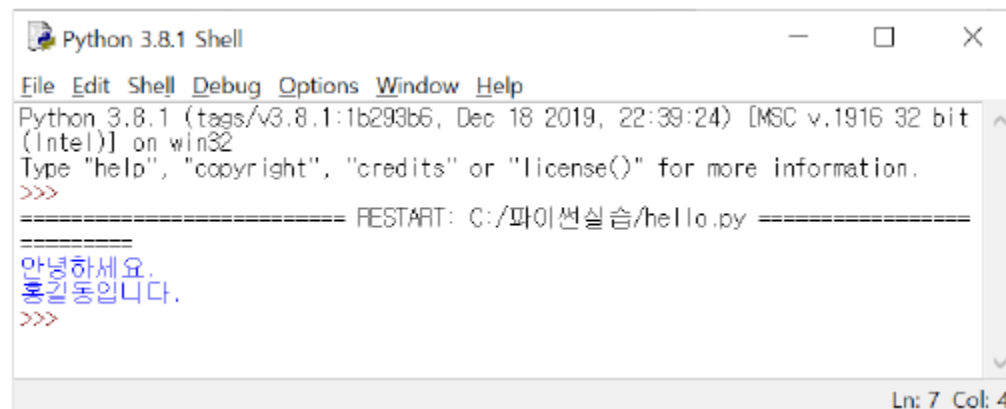 Python 3.8.1 Shell
File Edit Shell Debug Options Window Help
Python 3.8.1 (tags/v3.8.1:1b293b6, Dec 18 2019, 22:39:24) [MSC v.1916 32 bit
(Intel)] on win32
Type "help", "copyright", "credits" or "license()" for more information.
>>>
========================= RESTART: C:/파이썬실습/hello.py =================
=========
안녕하세요.
홍길동입니다.
>>>
Ln: 7 Col: 4